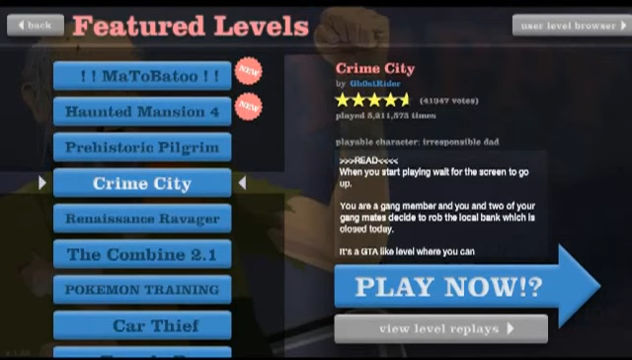 back
Featured Levels
user level browser
! ! MaToBatoo ! !
NEW
Haunted Mansion 4
NEW
Prehistoric Pilgrim
Crime City
Renaissance Ravager
The Combine 2.1
POKEMON TRAINING
Car Thief
Crime City
by Gh0stRider
(41347 votes)
played 5,211,573 times
playable character: irresponsible dad
>>>READ<<<<
When you start playing wait for the screen to go
up.
You are a gang member and you and two of your
gang mates decide to rob the local bank which is
closed today.
It's a GTA like level where you can
PLAY NOW!?
view level replays